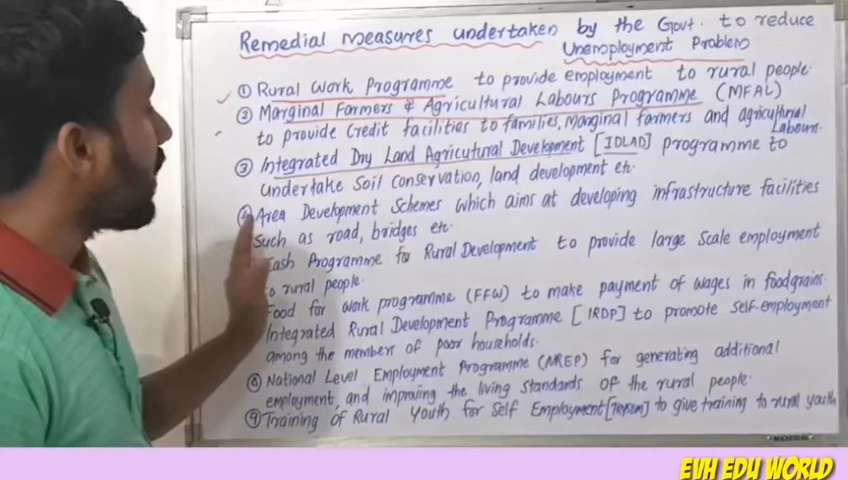 Remedial measures undertaken by the Govt. to reduce
Unemployment Problem
① Rural Work Programme to provide employment to rural people.
② Marginal Farmers & Agricultural Labours Programme (MFAL)
to provide Credit facilities to families, marginal farmers and agricultural
Labours.
③ Integrated Dry Land Agricutural Development [IDLAD] programme to
undertake Soil Conservation, land development etc.
Area Development Schemes which aims at developing infrastructure facilities
Such as road, bridges etc.
Cash Programme for Rural Development to provide large Scale employment
to rural people.
Food for work programme (FFW) to make payment of wages in foodgrains.
Integrated Rural Development Programme [IRDP] to promote self-employment
among the members of poor households.
⑧ National Level Employment Programme (NREP) for generating additional
employment, and improving the living standards of the rural people.
⑨ Training of Rural Youth for Self Employment [TRYSEM] to give training to rural youth
EVH EDU WORLD